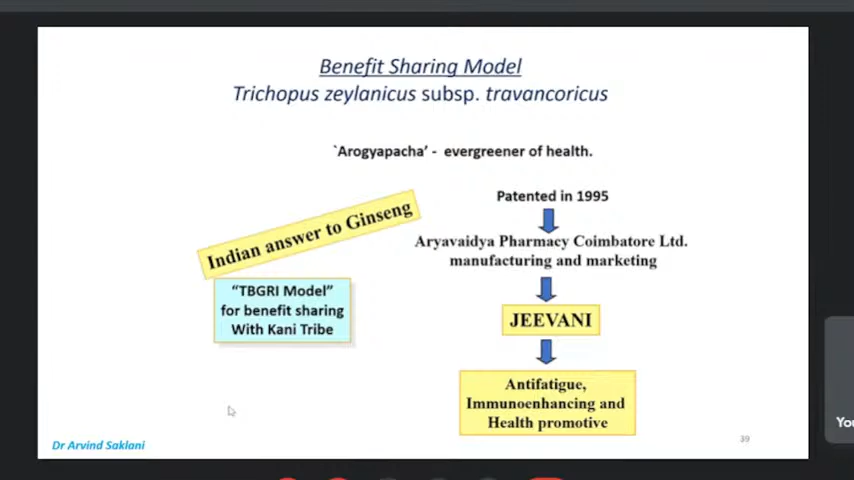 Benefit Sharing Model
Trichopus zeylanicus subsp. travancoricus
`Arogyapacha’ - evergreener of health.
Indian answer to Ginseng
“TBGRI Model”
for benefit sharing
With Kani Tribe
Patented in 1995
Aryavaidya Pharmacy Coimbatore Ltd.
manufacturing and marketing
JEEVANI
Antifatigue,
Immunoenhancing and
Health promotive
Dr Arvind Saklani
39